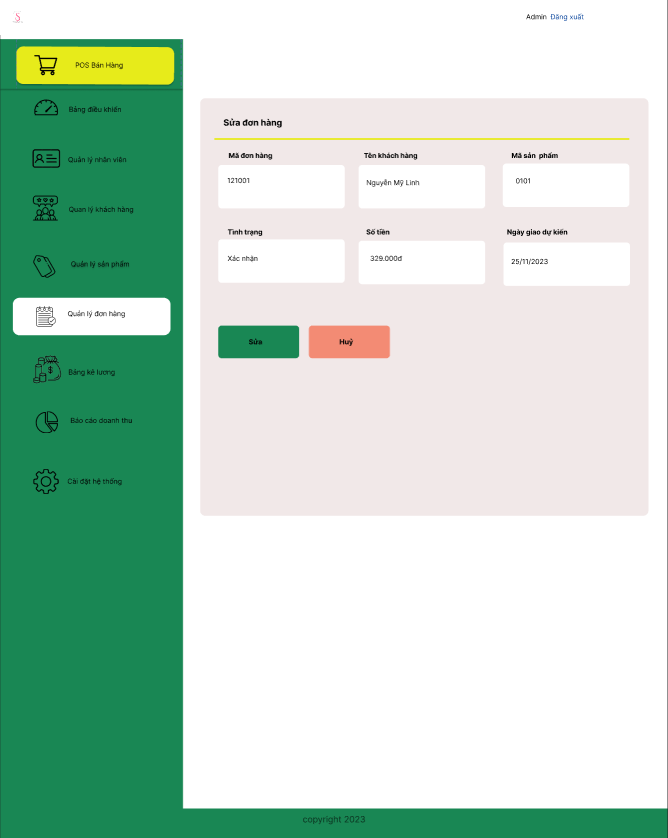 S.
Admin Đăng xuất
POS Bán Hàng
Bảng điều khiển
Quản lý nhân viên
Quan lý khách hàng
Quản lý sản phẩm
Quản lý đơn hàng
Bảng kê lương
Báo cáo doanh thu
Cài đặt hệ thống
Sửa đơn hàng
Mã đơn hàng
Tên khách hàng
Mã sản phẩm
121001
Nguyễn Mỹ Linh
0101
Tình trạng
Số tiền
Ngày giao dự kiến
Xác nhận
329.000đ
25/11/2023
Sửa
Huỷ
copyright 2023